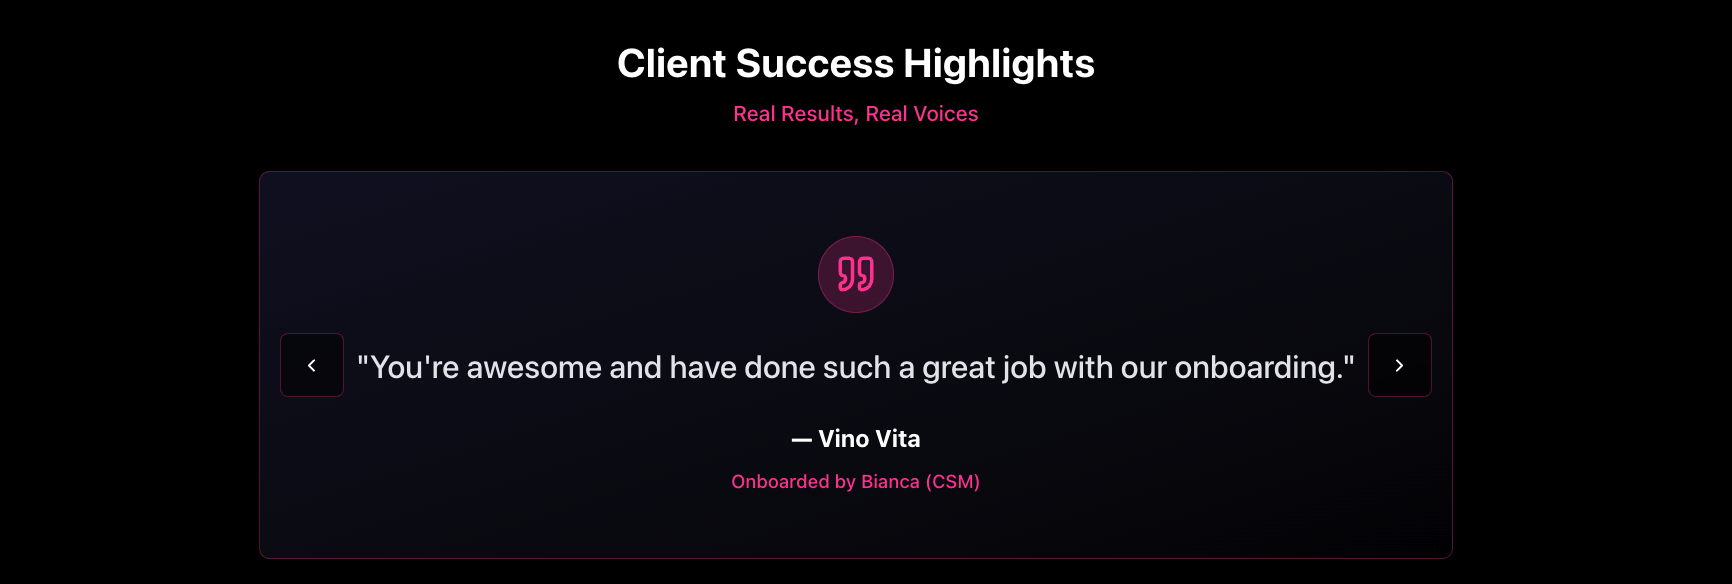 Client Success Highlights
Real Results, Real Voices
"You're awesome and have done such a great job with our onboarding."
— Vino Vita
Onboarded by Bianca (CSM)